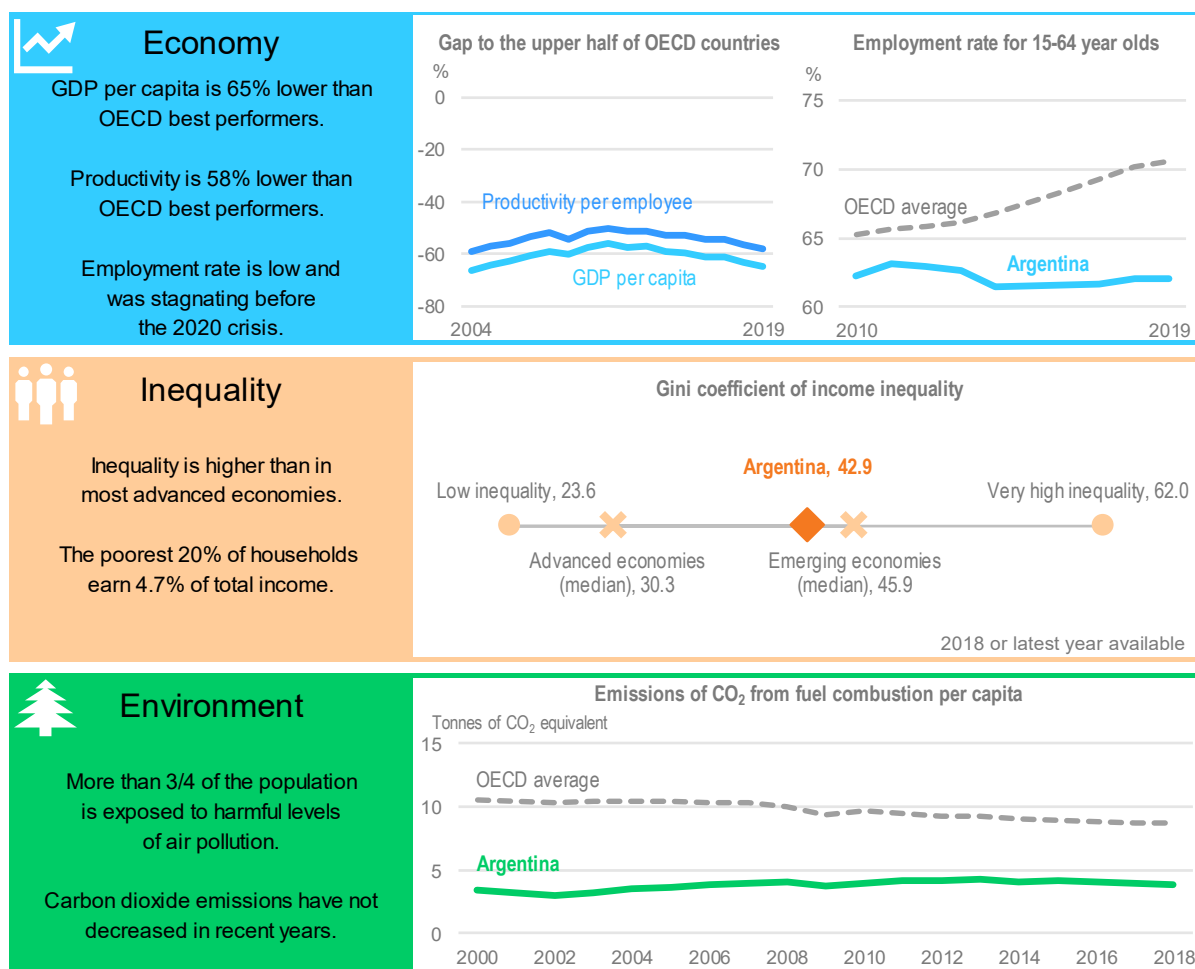 Economy
GDP per capita is 65% lower than
OECD best performers.
Productivity is 58% lower than
OECD best performers.
Employment rate is low and
was stagnating before
the 2020 crisis.
Gap to the upper half of OECD countries
%
0
-20
-40
-60
-80
Productivity per employee
GDP per capita
2004
2019
Employment rate for 15-64 year olds
%
75
70
65
60
OECD average
Argentina
2010
2019
Inequality
Inequality is higher than in
most advanced economies.
The poorest 20% of households
earn 4.7% of total income.
Gini coefficient of income inequality
Argentina, 42.9
Low inequality, 23.6
Very high inequality, 62.0
Advanced economies
(median), 30.3
Emerging economies
(median), 45.9
2018 or latest year available
Environment
More than 3/4 of the population
is exposed to harmful levels
of air pollution.
Carbon dioxide emissions have not
decreased in recent years.
Emissions of CO₂ from fuel combustion per capita
Tonnes of CO₂ equivalent
15
10
5
0
OECD average
Argentina
2000 2002 2004 2006 2008 2010 2012 2014 2016 2018